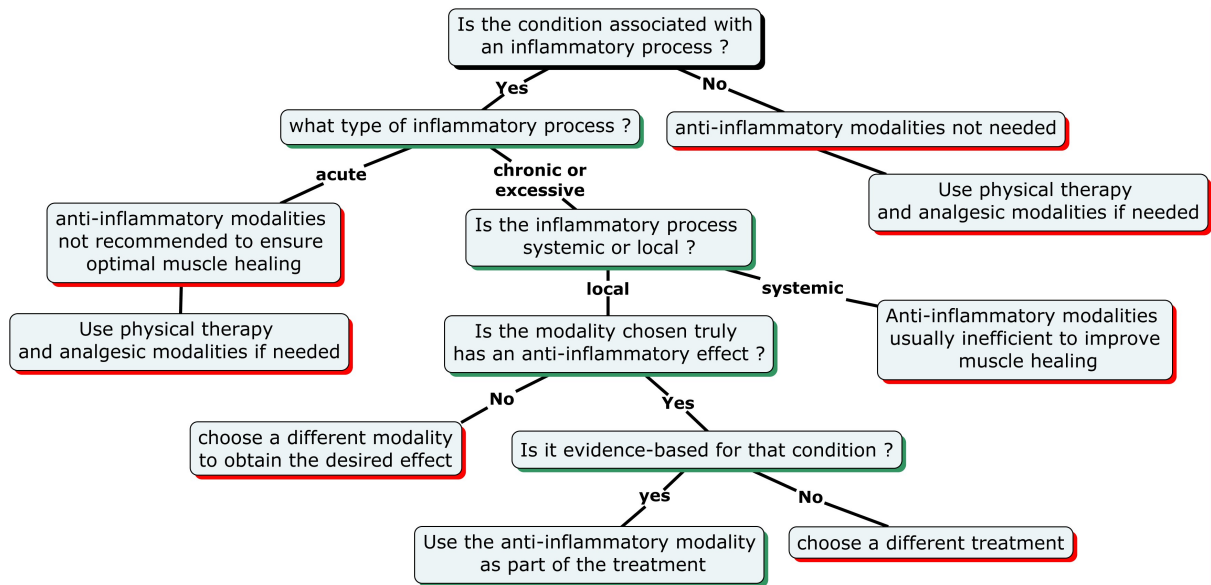 Is the condition associated with
an inflammatory process ?
Yes
No
what type of inflammatory process ?
anti-inflammatory modalities not needed
acute
chronic or
excessive
Use physical therapy
and analgesic modalities if needed
anti-inflammatory modalities
not recommended to ensure
optimal muscle healing
Is the inflammatory process
systemic or local ?
local
systemic
Use physical therapy
and analgesic modalities if needed
Is the modality chosen truly
has an anti-inflammatory effect ?
Anti-inflammatory modalities
usually inefficient to improve
muscle healing
No
Yes
choose a different modality
to obtain the desired effect
Is it evidence-based for that condition ?
yes
No
Use the anti-inflammatory modality
as part of the treatment
choose a different treatment